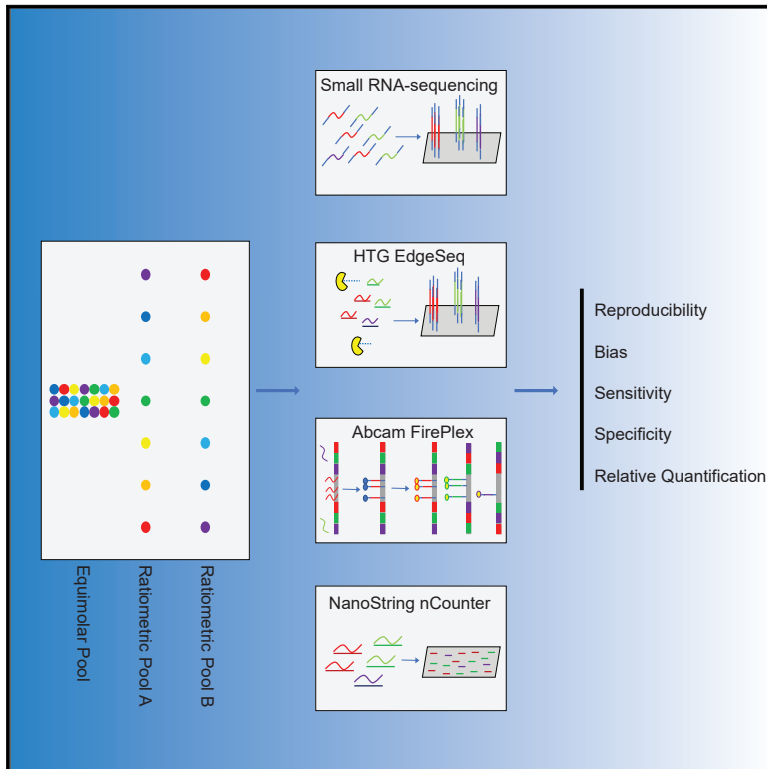 Small RNA-sequencing
HTG EdgeSeq
Abcam FirePlex
NanoString nCounter
Equimolar Pool
Ratiometric Pool A
Ratiometric Pool B
Reproducibility
Bias
Sensitivity
Specificity
Relative Quantification